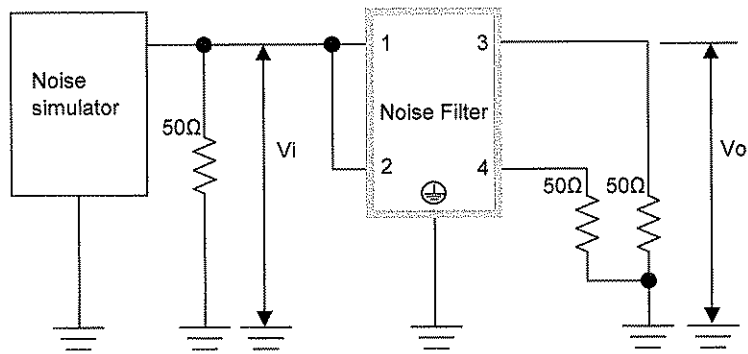 Noise
simulator
50Ω
Vi
1
3
Noise Filter
2
4
50Ω
50Ω
Vo